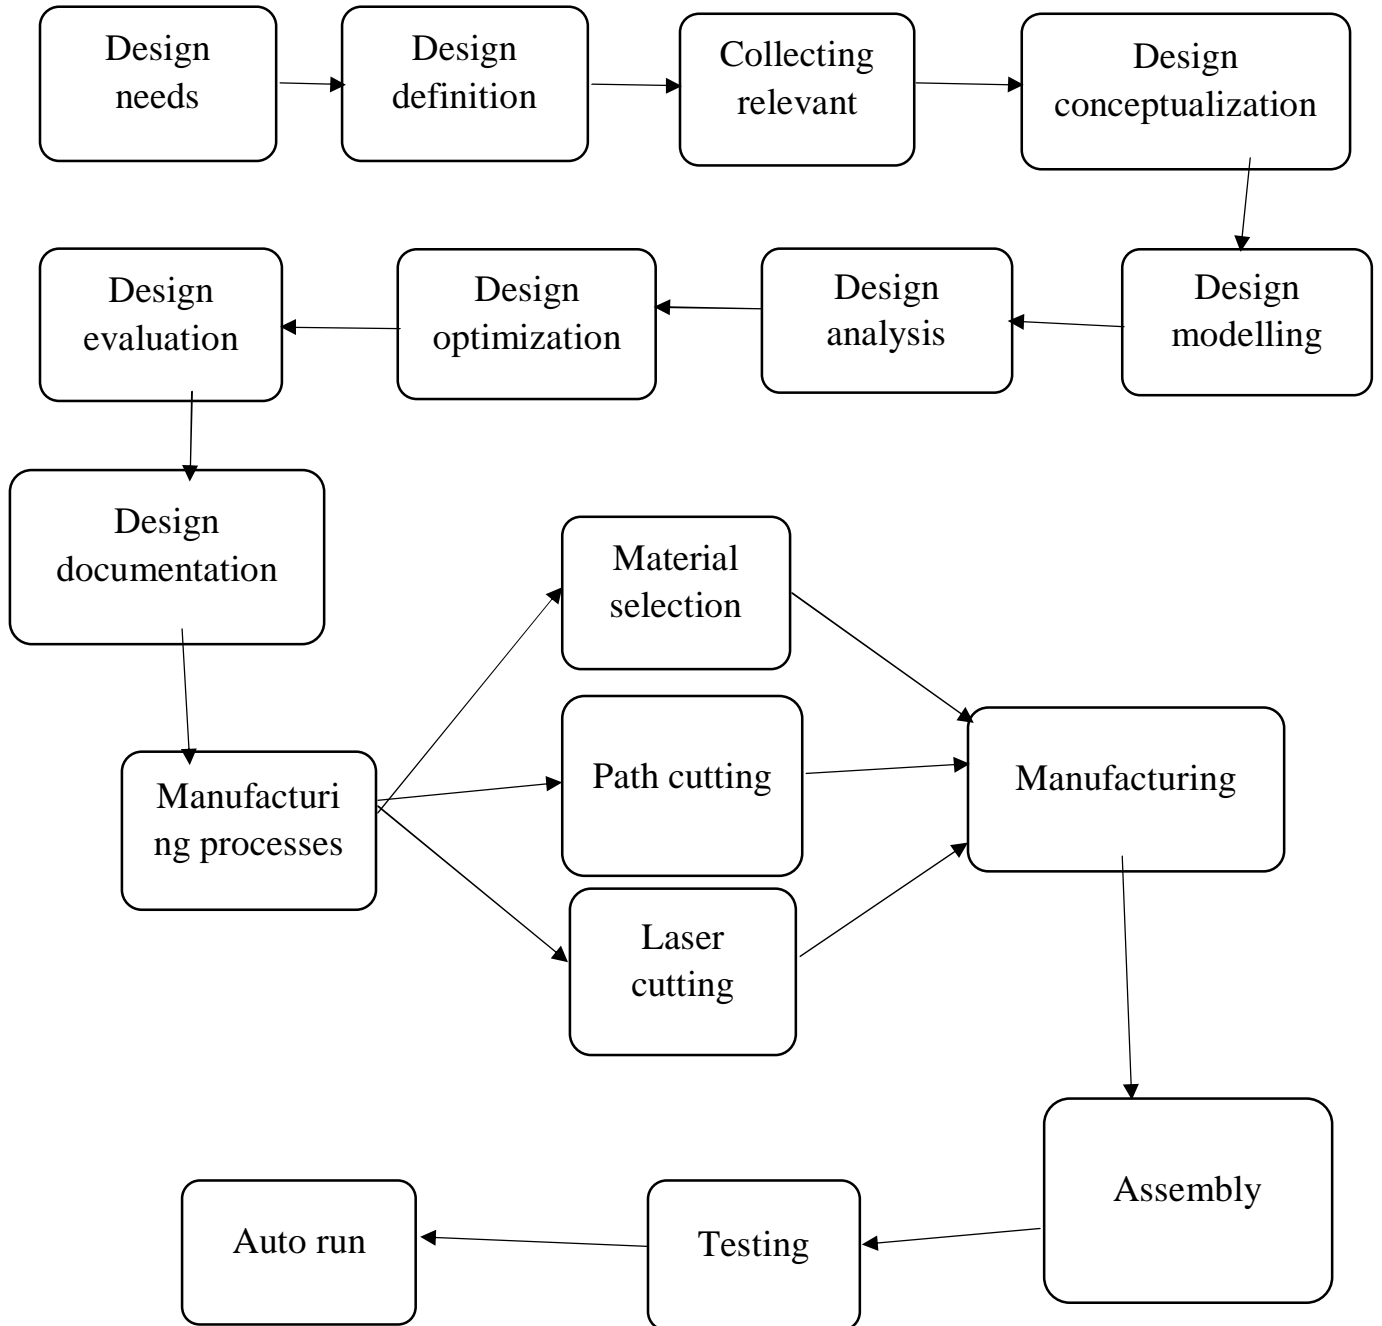 Design
needs
Design
definition
Collecting
relevant
Design
conceptualization
Design
modelling
Design
analysis
Design
optimization
Design
evaluation
Design
documentation
Manufacturi
ng processes
Material
selection
Path cutting
Laser
cutting
Manufacturing
Assembly
Testing
Auto run